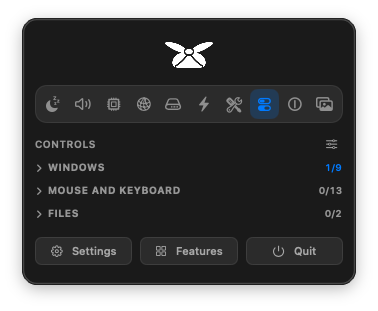 CONTROLS
WINDOWS 1/9
MOUSE AND KEYBOARD 0/13
FILES 0/2
Settings Features Quit